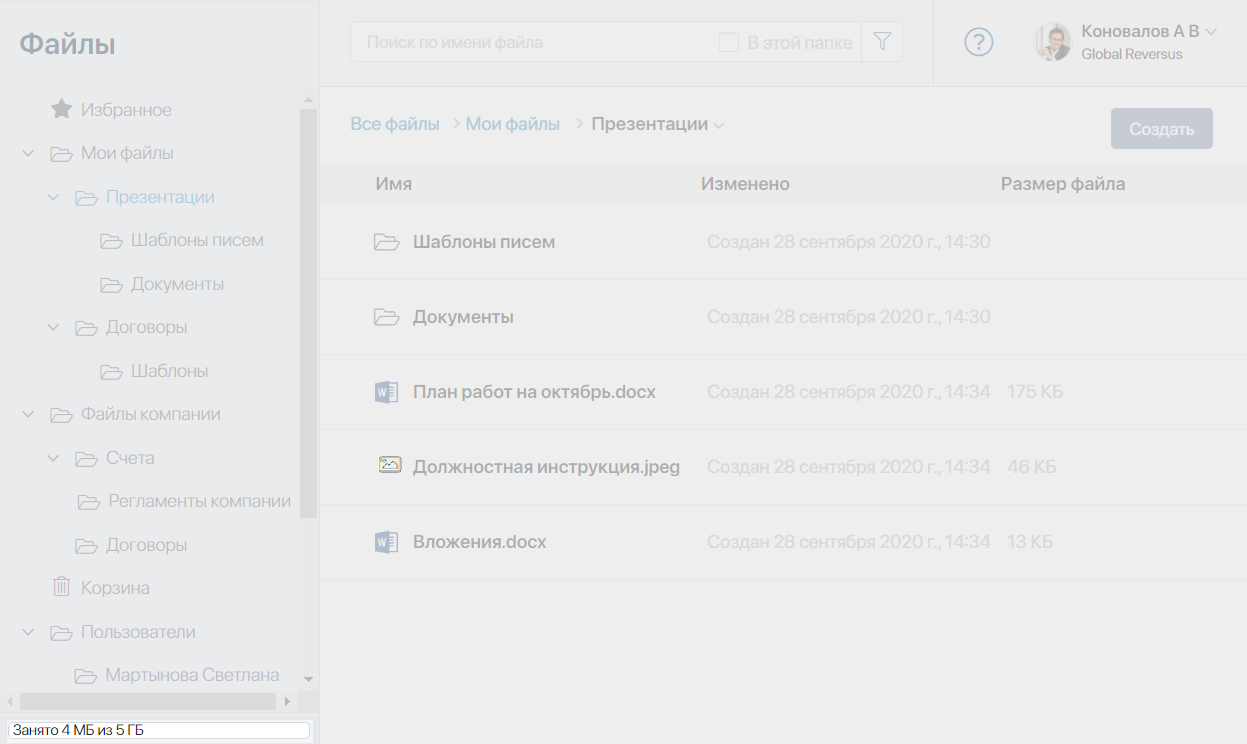 Файлы
Избранное
Мои файлы
Презентации
Шаблоны писем
Документы
Договоры
Шаблоны
Файлы компании
Счета
Регламенты компании
Договоры
Корзина
Пользователи
Мартынова Светлана
Занято 4 МБ из 5 ГБ
Поиск по имени файла В этой папке
? Коновалов А В
Global Reversus
Все файлы > Мои файлы > Презентации
Создать
Имя Изменено Размер файла
Шаблоны писем Создан 28 сентября 2020 г., 14:30
Документы Создан 28 сентября 2020 г., 14:30
План работ на октябрь.docx Создан 28 сентября 2020 г., 14:34 175 КБ
Должностная инструкция.jpeg Создан 28 сентября 2020 г., 14:34 46 КБ
Вложения.docx Создан 28 сентября 2020 г., 14:34 13 КБ